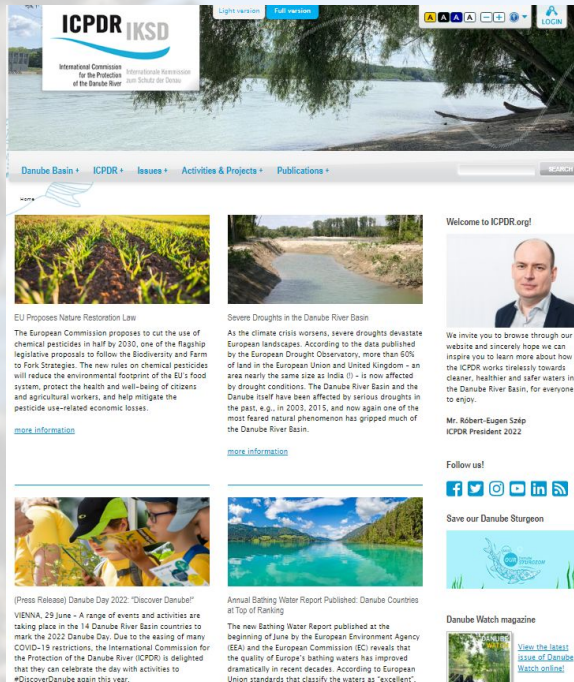 Light version
Full version
A A A A
LOGIN
ICPDR IKSD
International Commission
for the Protection
of the Danube River
Internationale Kommission
zum Schutz der Donau
Danube Basin +
ICPDR +
Issues +
Activities & Projects +
Publications +
SEARCH
Home
EU Proposes Nature Restoration Law
The European Commission proposes to cut the use of
chemical pesticides in half by 2030, one of the flagship
legislative proposals to follow the Biodiversity and Farm
to Fork Strategies. The new rules on chemical pesticides
will reduce the environmental footprint of the EU's food
system, protect the health and well-being of citizens
and agricultural workers, and help mitigate the
pesticide use-related economic losses.
more information
Severe Droughts in the Danube River Basin
As the climate crisis worsens, severe droughts devastate
European landscapes. According to the data published
by the European Drought Observatory, more than 60%
of land in the European Union and United Kingdom - an
area nearly the same size as India (!) - is now affected
by drought conditions. The Danube River Basin and the
Danube itself have been affected by serious droughts in
the past, e.g., in 2003, 2015, and now again one of the
most feared natural phenomenon has gripped much of
the Danube River Basin.
more information
(Press Release) Danube Day 2022: "Discover Danube!"
VIENNA, 29 June - A range of events and activities are
taking place in the 14 Danube River Basin countries to
mark the 2022 Danube Day. Due to the easing of many
COVID-19 restrictions, the International Commission for
the Protection of the Danube River (ICPDR) is delighted
that they can celebrate the day with activities to
#DiscoverDanube again this year.
Annual Bathing Water Report Published: Danube Countries
at Top of Ranking
The new Bathing Water Report published at the
beginning of June by the European Environment Agency
(EEA) and the European Commission (EC) reveals that
the quality of Europe's bathing waters has improved
dramatically in recent decades. According to European
Union standards that classify the waters as "excellent",
Welcome to ICPDR.org!
We invite you to browse through our
website and sincerely hope we can
inspire you to learn more about how
the ICPDR works tirelessly towards
cleaner, healthier and safer waters in
the Danube River Basin, for everyone
to enjoy.
Mr. Róbert-Eugen Szép
ICPDR President 2022
Follow us!
Save our Danube Sturgeon
Danube Watch magazine
DANUBE
WATCH
View the latest
issue of Danube
Watch online!